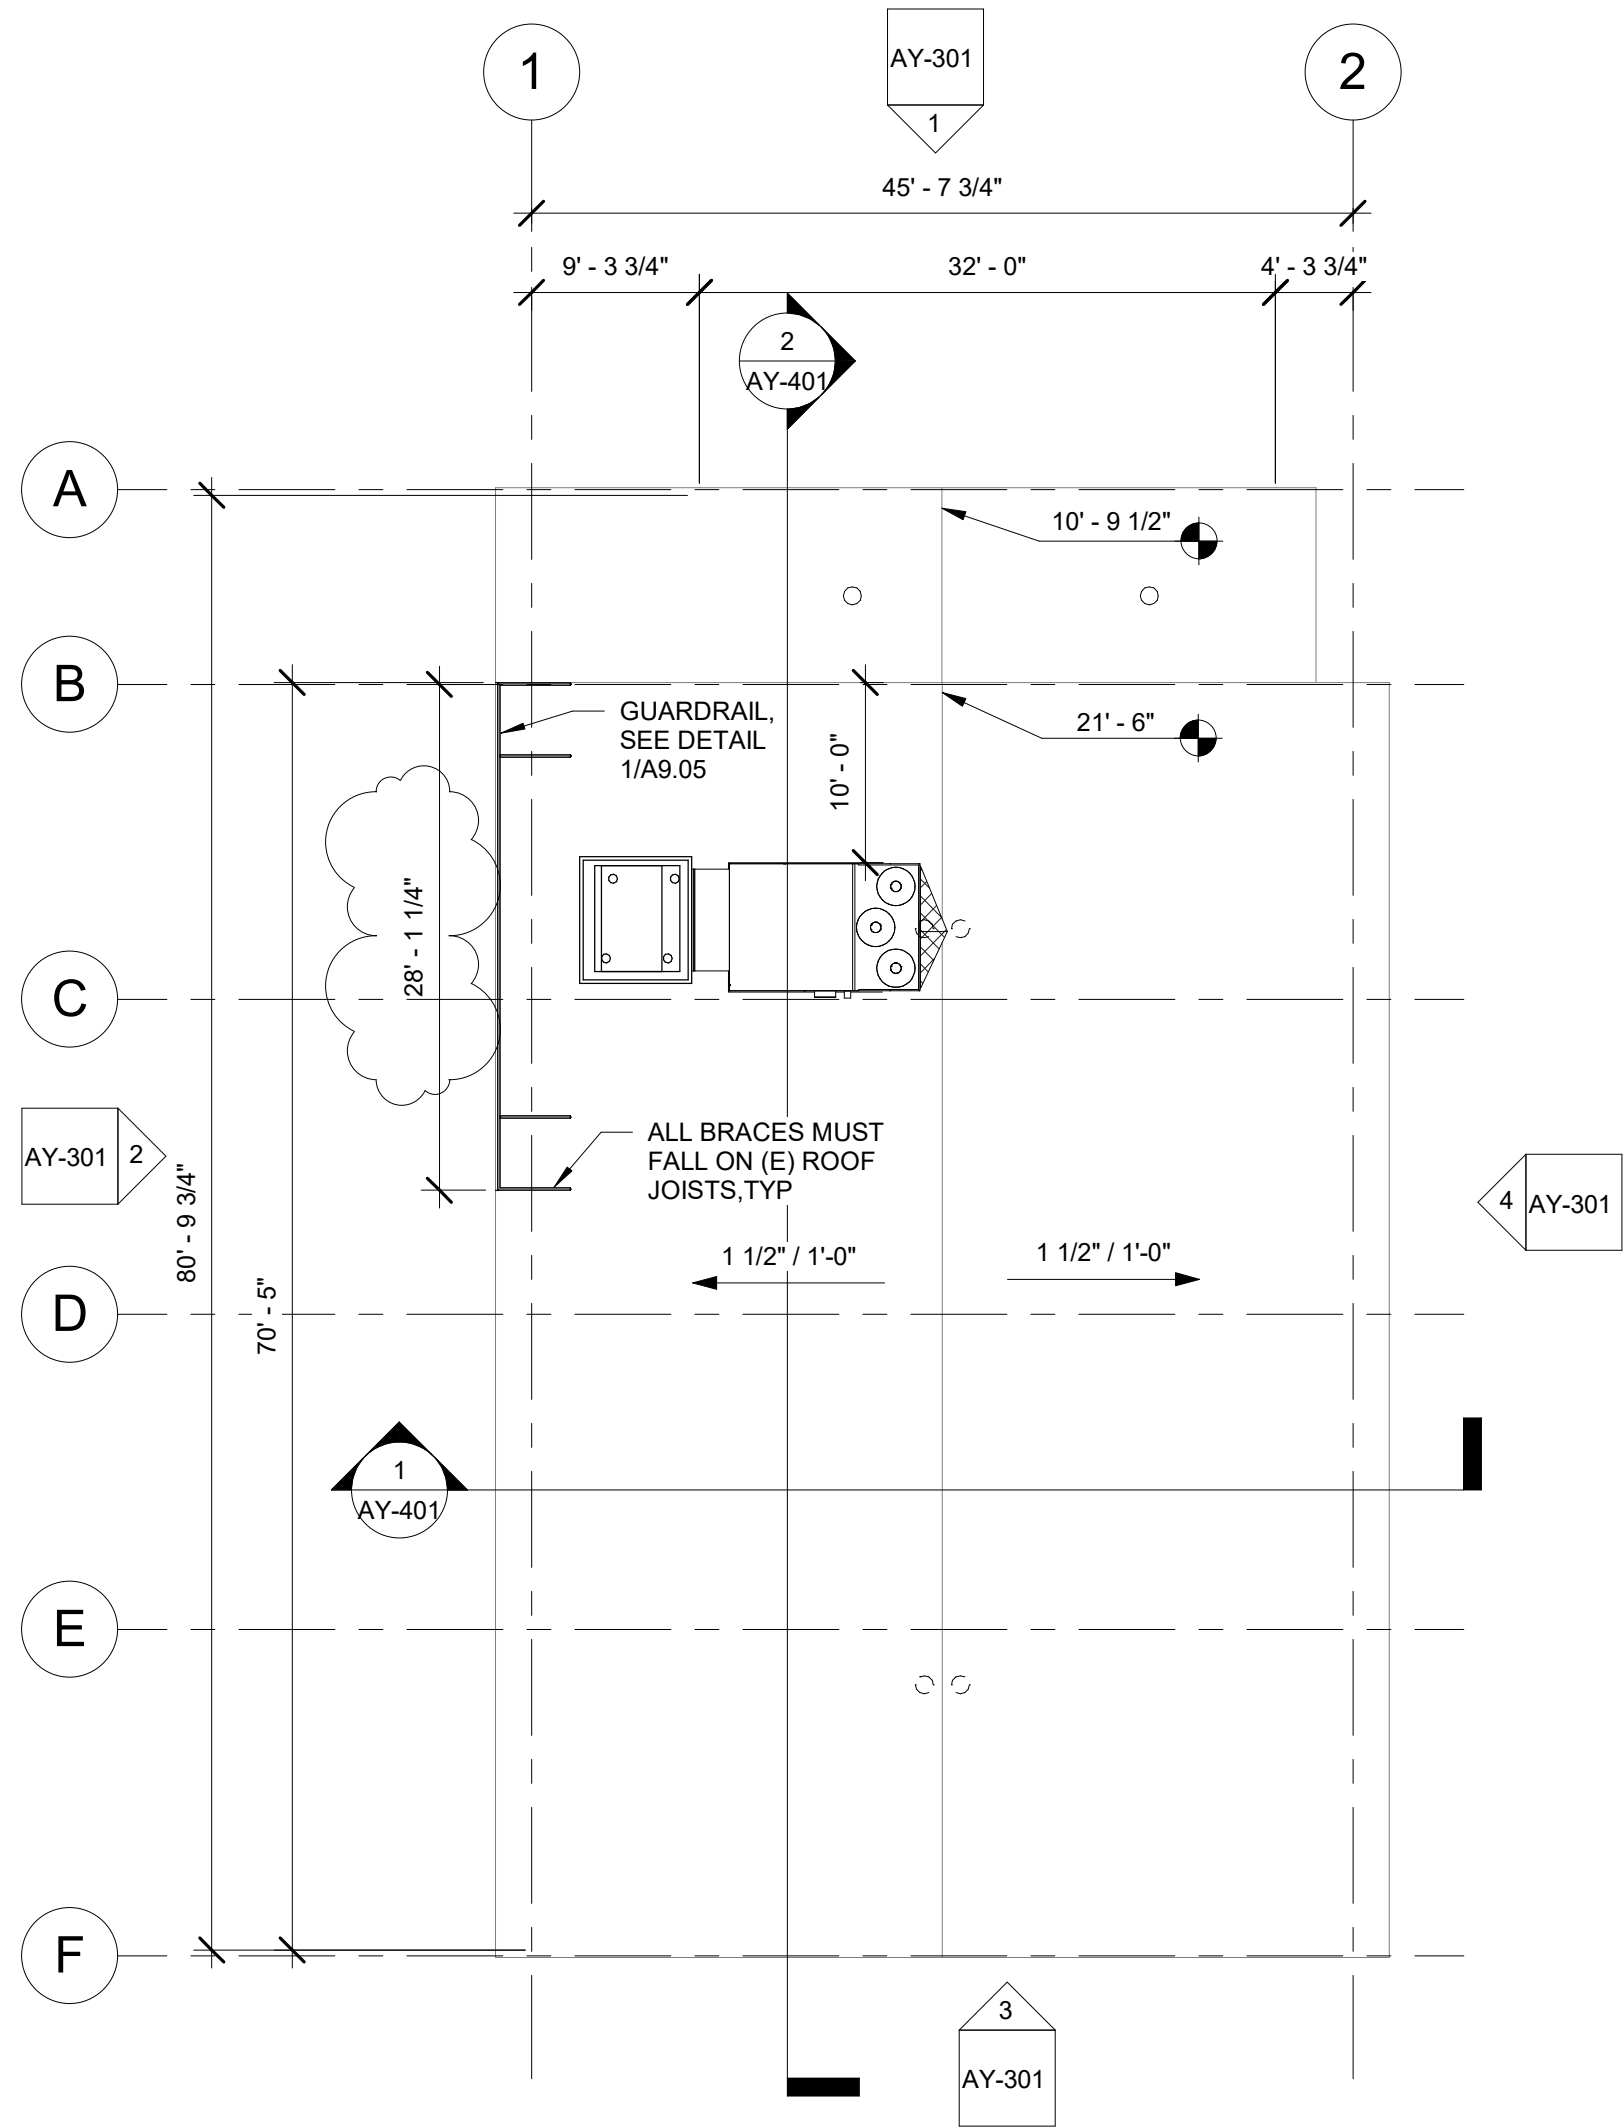 AY-301
1
1
2
45' - 7 3/4"
9' - 3 3/4"
32' - 0"
4' - 3 3/4"
2
AY-401
A
10' - 9 1/2"
B
GUARDRAIL,
SEE DETAIL
1/A9.05
21' - 6"
10' - 0"
28' - 1 1/4"
C
ALL BRACES MUST
FALL ON (E) ROOF
JOISTS,TYP
AY-301
2
80' - 9 3/4"
4
AY-301
1 1/2" / 1'-0"
1 1/2" / 1'-0"
70' - 5"
D
1
AY-401
E
F
3
AY-301